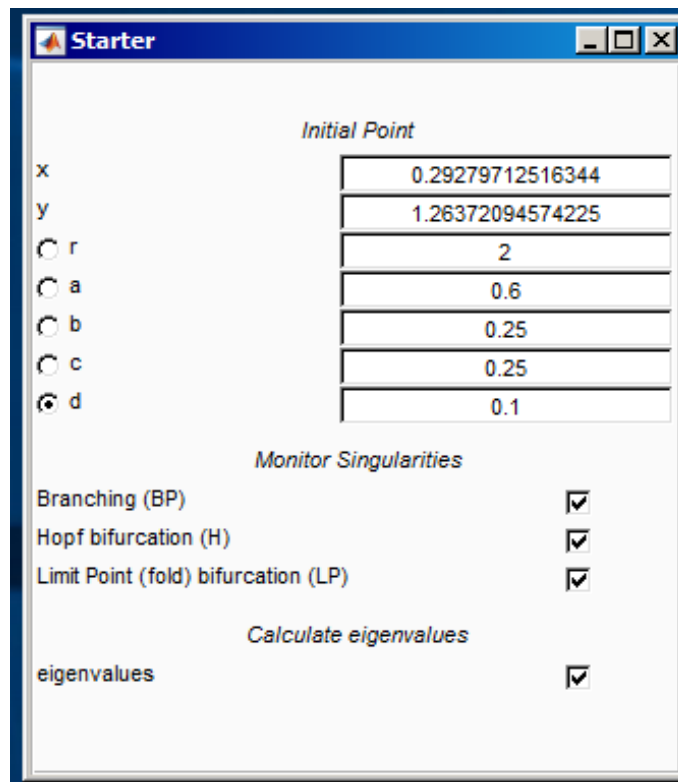 Starter
Initial Point
x 0.29279712516344
y 1.26372094574225
r 2
a 0.6
b 0.25
c 0.25
d 0.1
Monitor Singularities
Branching (BP)
Hopf bifurcation (H)
Limit Point (fold) bifurcation (LP)
Calculate eigenvalues
eigenvalues